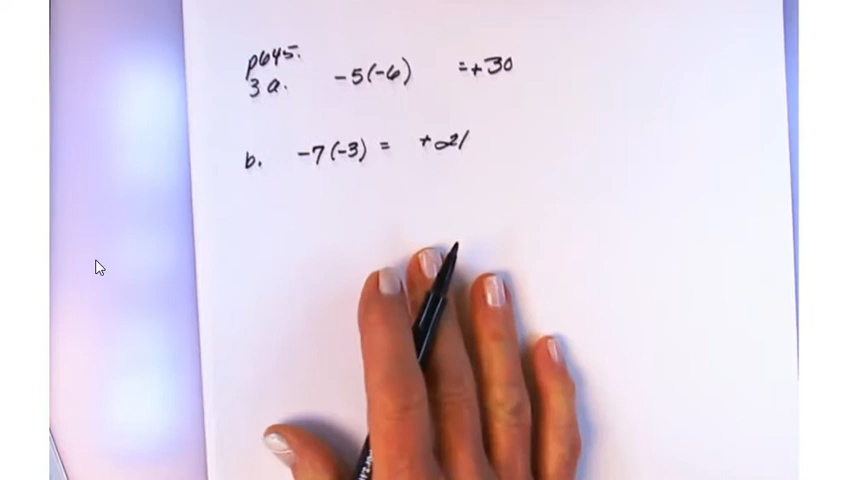 p645.
3 a. -5(-6) =+30
b. -7(-3) = +21